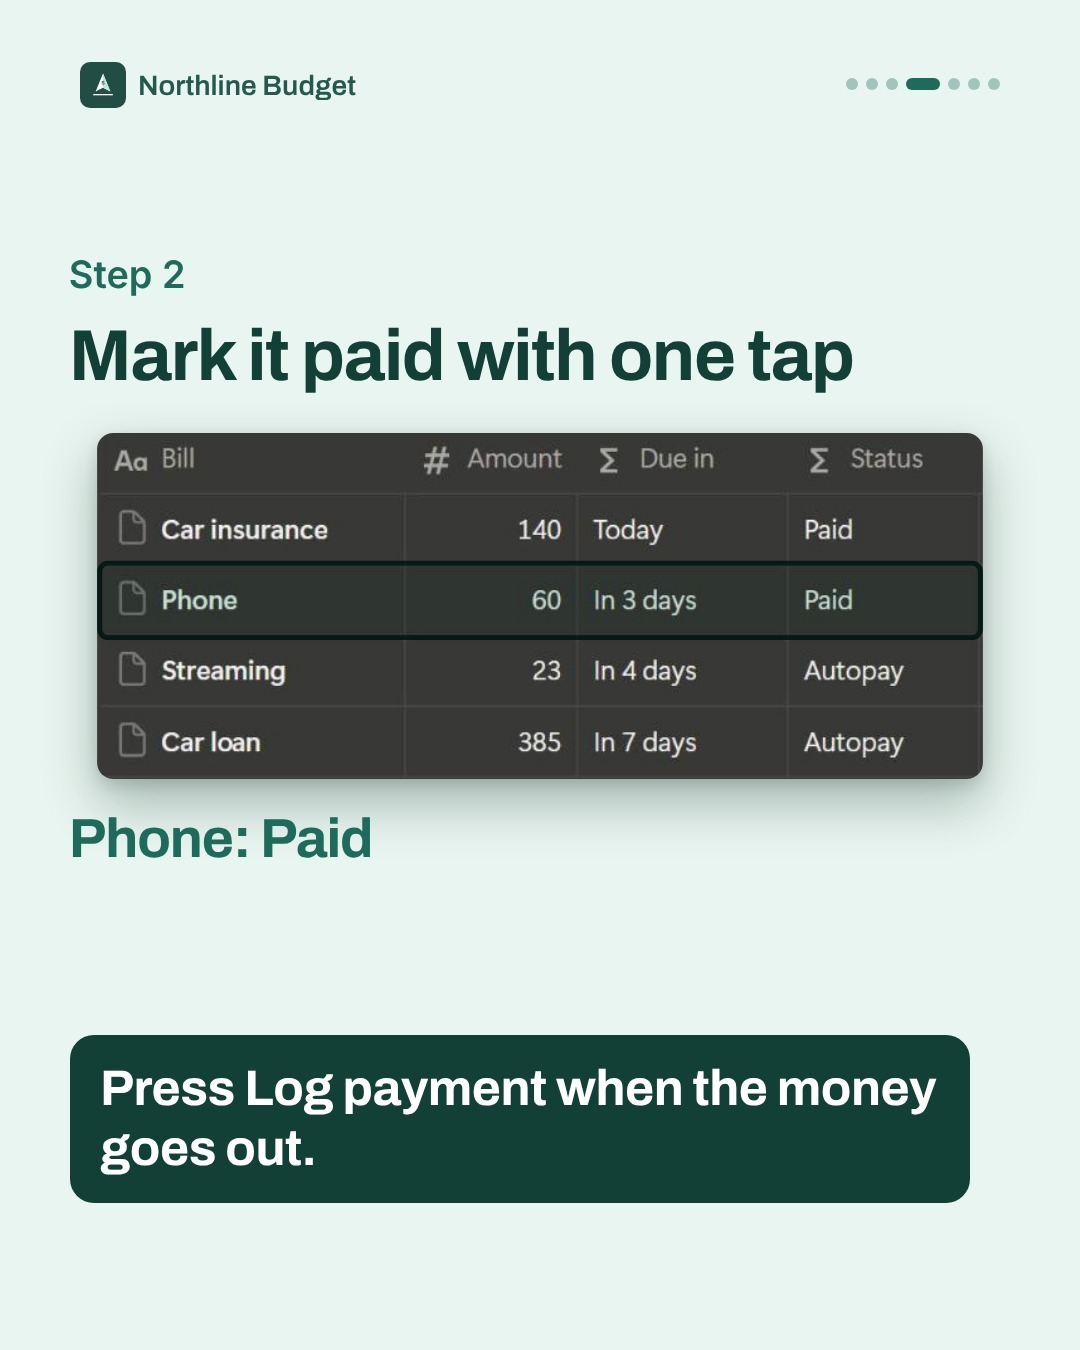 Northline Budget
Step 2
Mark it paid with one tap
Aa Bill # Amount Σ Due in Σ Status
Car insurance 140 Today Paid
Phone 60 In 3 days Paid
Streaming 23 In 4 days Autopay
Car loan 385 In 7 days Autopay
Phone: Paid
Press Log payment when the money
goes out.